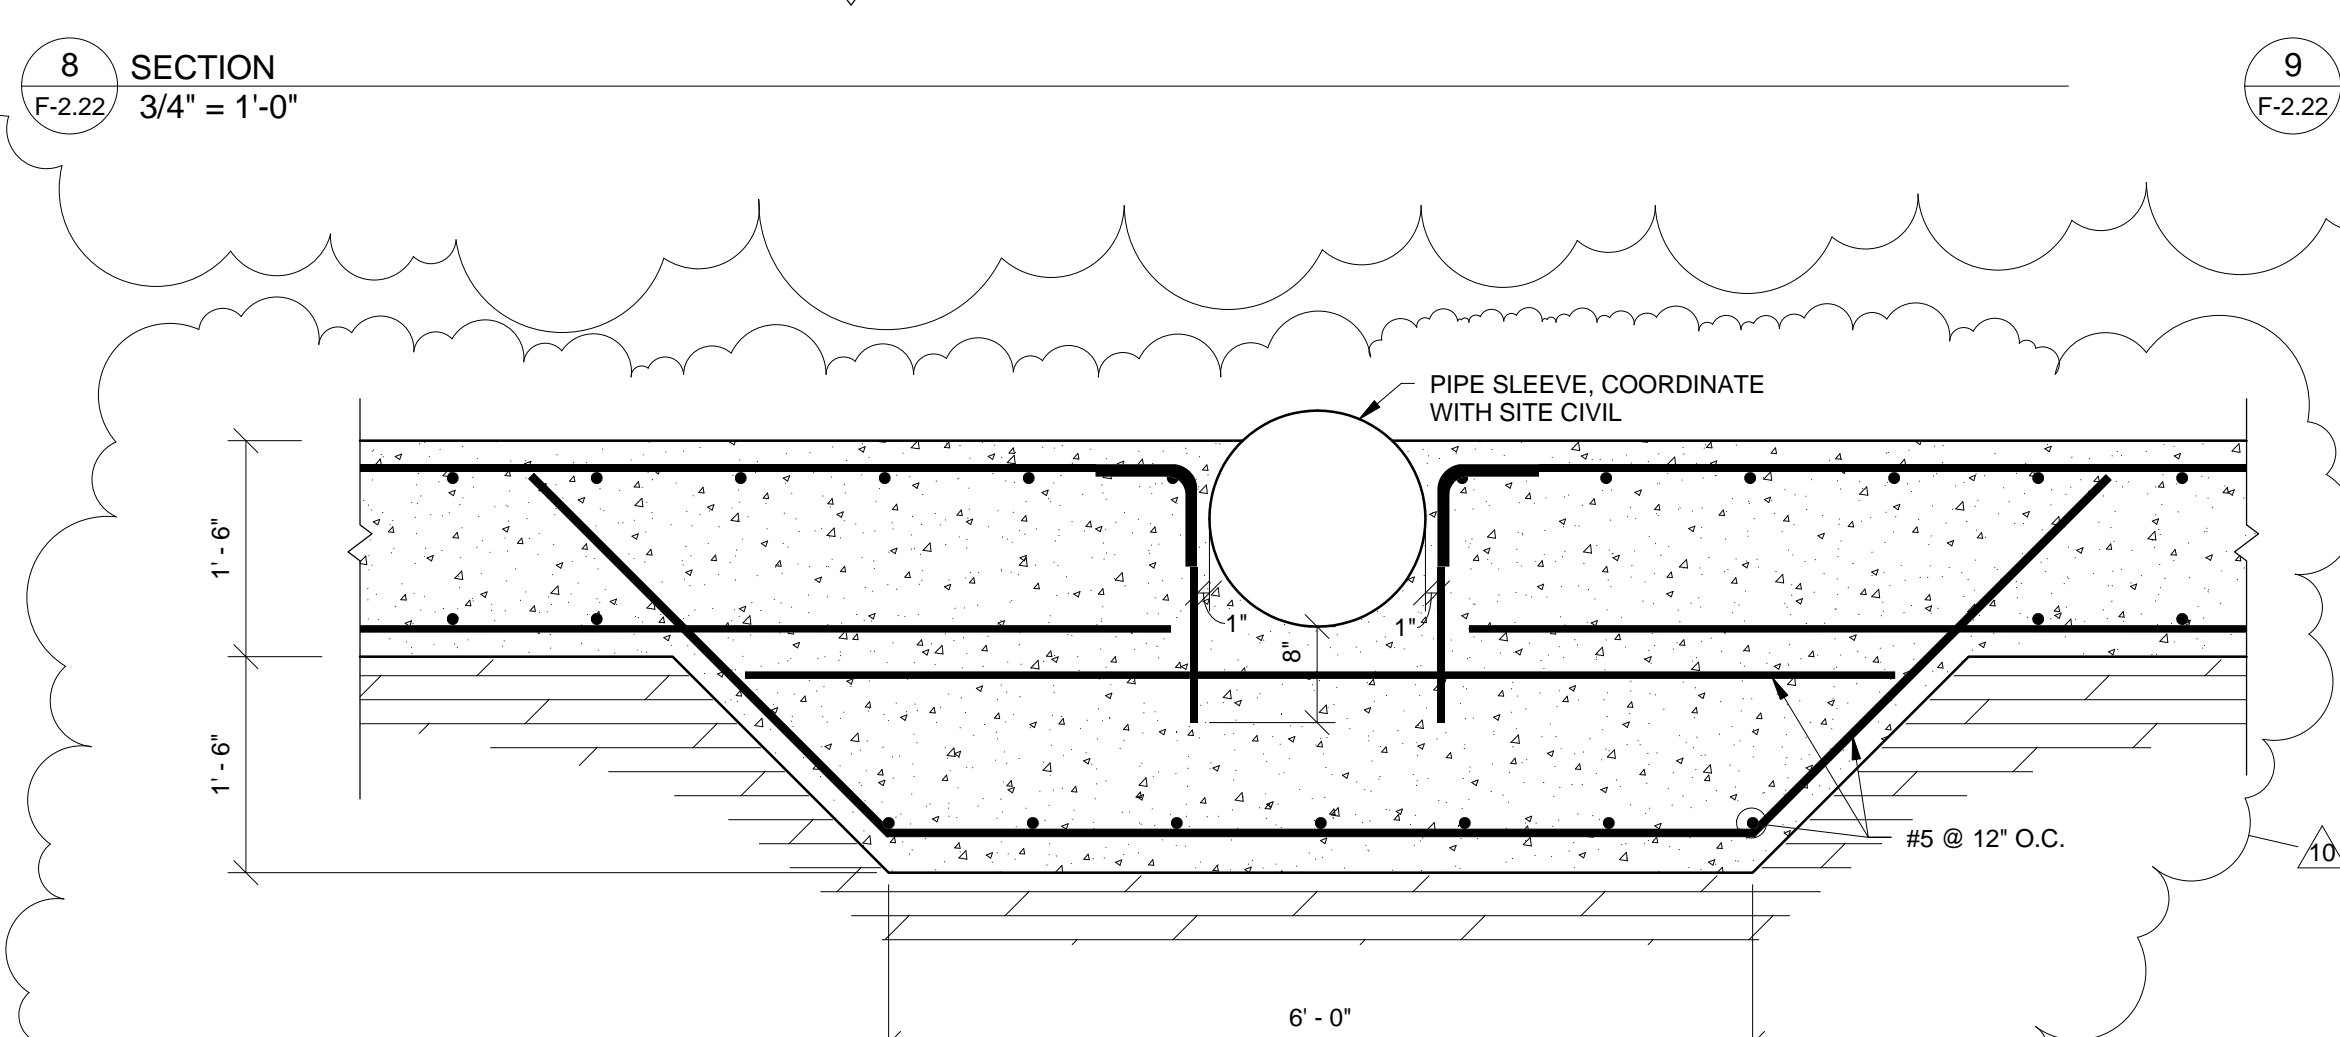 8
SECTION
F-2.22
3/4" = 1'-0"
9
F-2.22
PIPE SLEEVE, COORDINATE
WITH SITE CIVIL
1' - 6"
1"
1"
8"
1' - 6"
#5 @ 12" O.C.
10
6' - 0"